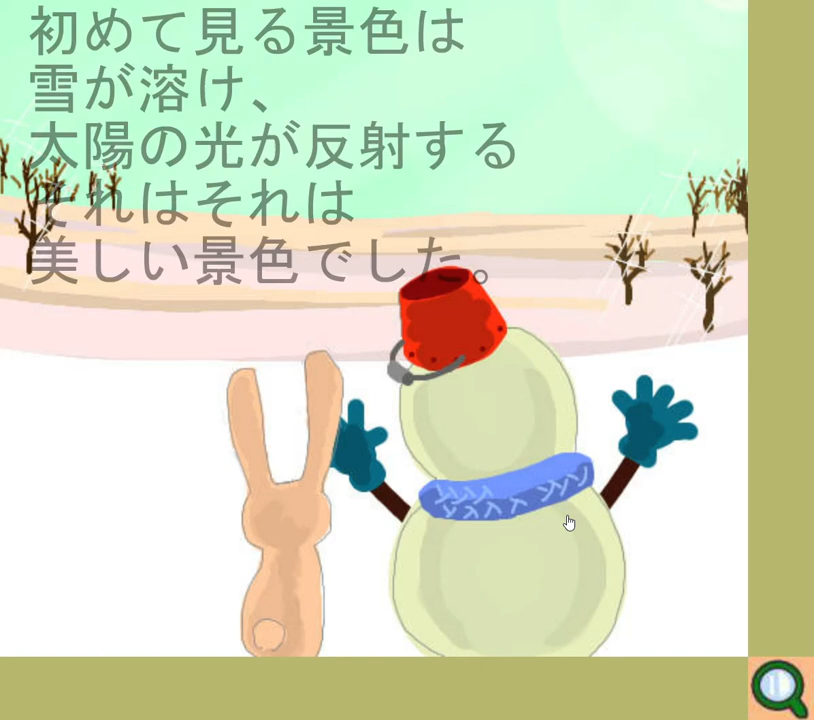 初めて見る景色は
雪が溶け、
太陽の光が反射する
それはそれは
美しい景色でした。